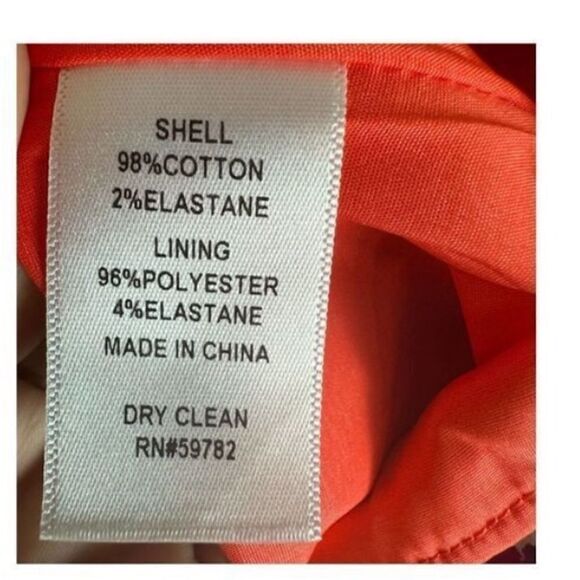 SHELL
98%COTTON
2%ELASTANE
LINING
96%POLYESTER
4%ELASTANE
MADE IN CHINA
DRY CLEAN
RN#59782